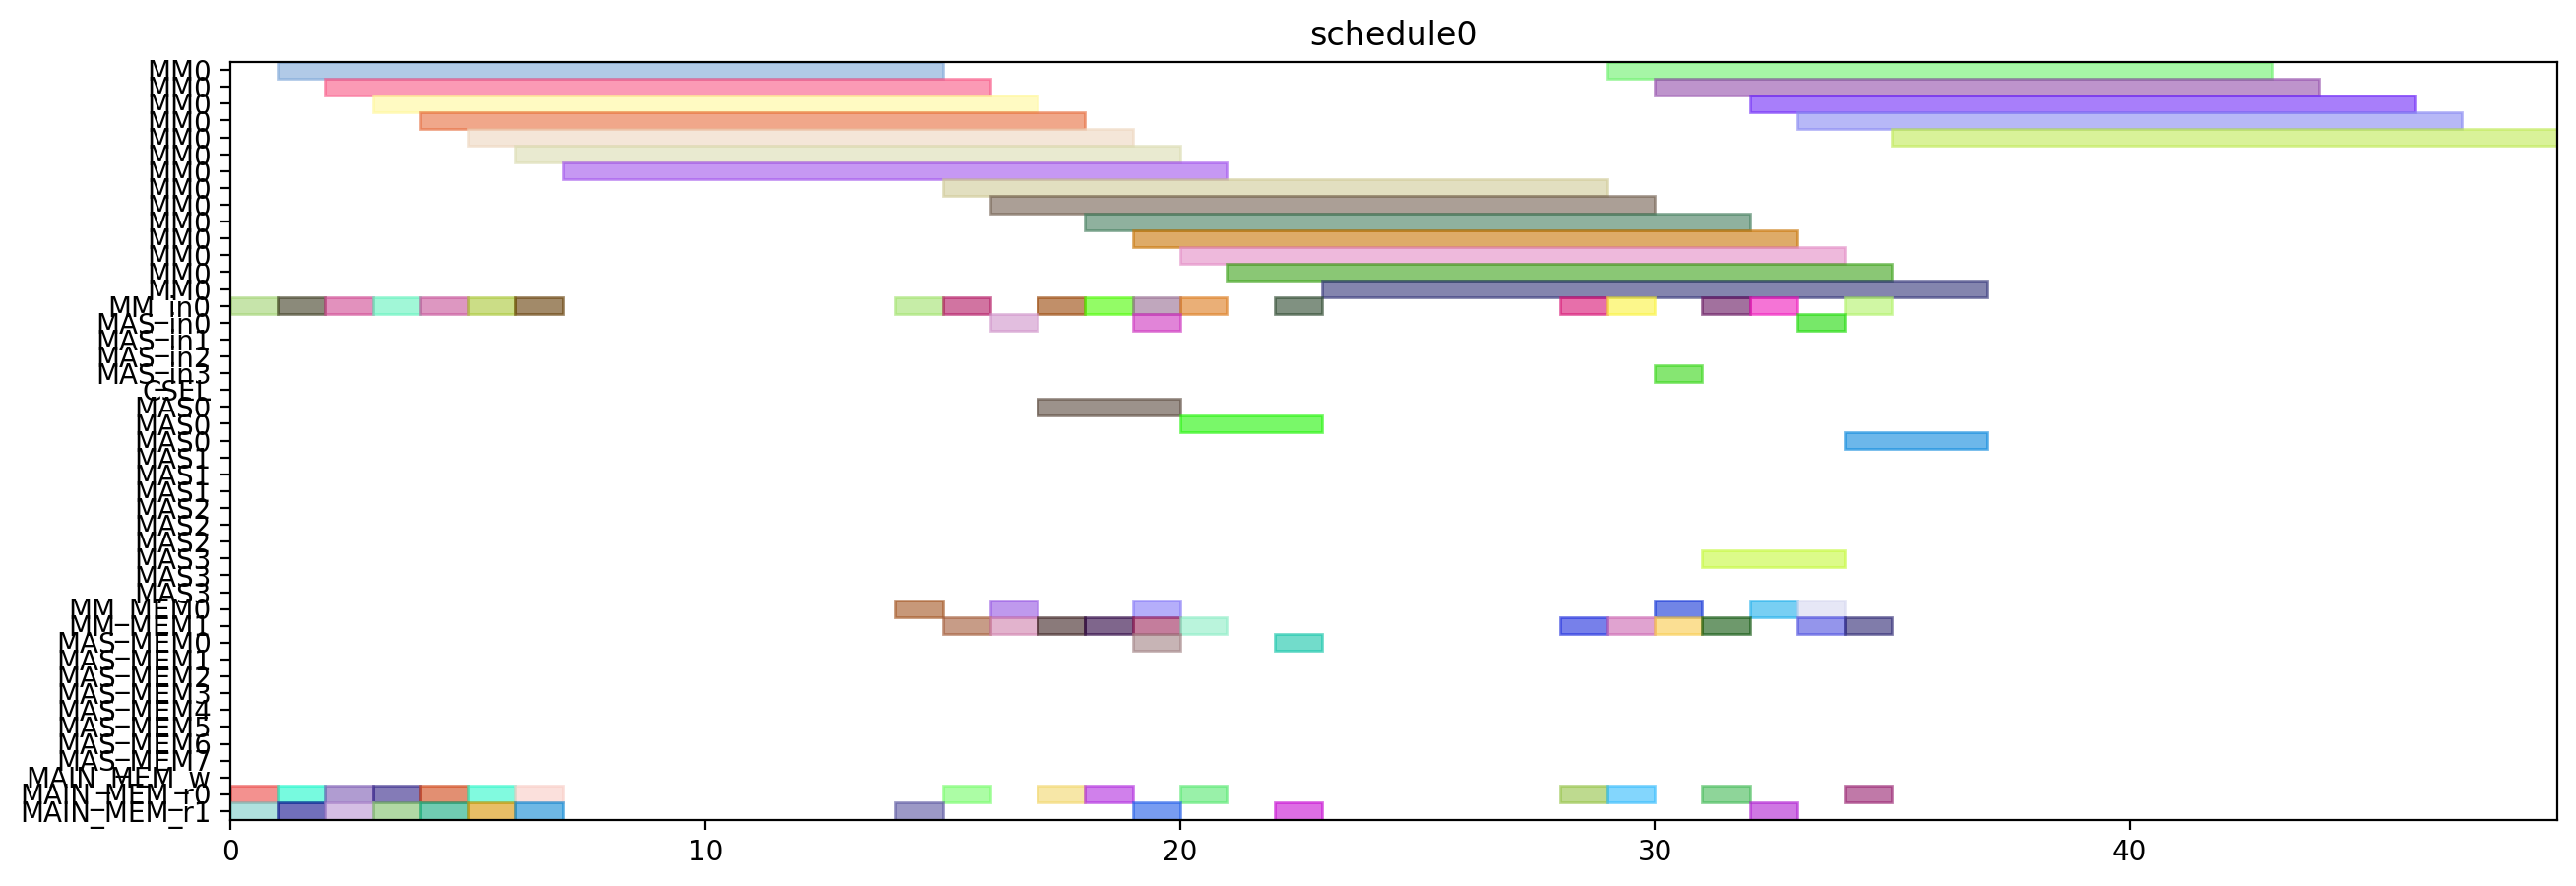 schedule0
MM0
MM0
MM0
MM0
MM0
MM0
MM0
MM0
MM0
MM0
MM0
MM0
MM0
MM0
MM_in0
MAS_in0
MAS_in1
MAS_in2
MAS_in3
CSEL
MAS0
MAS0
MAS0
MAS1
MAS1
MAS1
MAS2
MAS2
MAS2
MAS3
MAS3
MAS3
MM_MEM0
MM_MEM1
MAS_MEM0
MAS_MEM1
MAS_MEM2
MAS_MEM3
MAS_MEM4
MAS_MEM5
MAS_MEM6
MAS_MEM7
MAIN_MEM_w
MAIN_MEM_r0
MAIN_MEM_r1
0 10 20 30 40